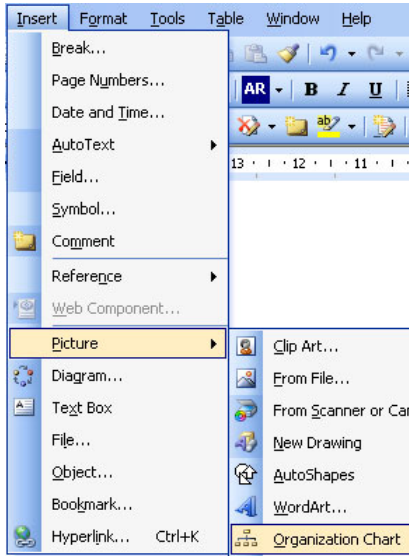 Insert Format Tools Table Window Help
Break...
Page Numbers...
Date and Time...
AR B I U
AutoText
13 12 11
Field...
Symbol...
Comment
Reference
Web Component...
Picture
Clip Art...
Diagram...
From File...
Text Box
From Scanner or Car
File...
New Drawing
Object...
AutoShapes
Bookmark...
WordArt...
Hyperlink... Ctrl+K
Organization Chart